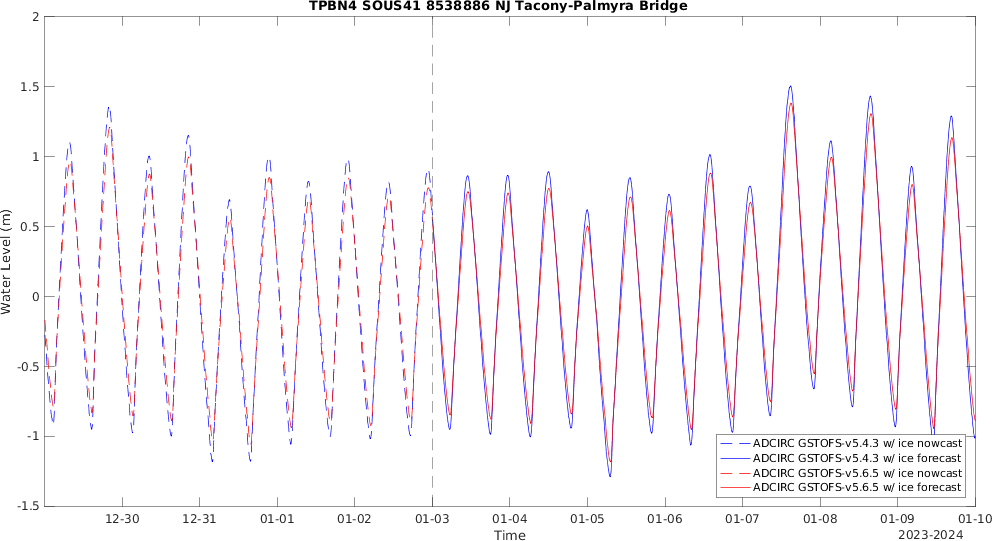 TPBN4 SOUS41 8538886 NJ Tacony-Palmyra Bridge
2
1.5
1
0.5
0
-0.5
-1
-1.5
Water Level (m)
ADCIRC GSTOFS-v5.4.3 w/ ice nowcast
ADCIRC GSTOFS-v5.4.3 w/ ice forecast
ADCIRC GSTOFS-v5.6.5 w/ ice nowcast
ADCIRC GSTOFS-v5.6.5 w/ ice forecast
12-30 12-31 01-01 01-02 01-03 01-04 01-05 01-06 01-07 01-08 01-09 01-10
Time
2023-2024